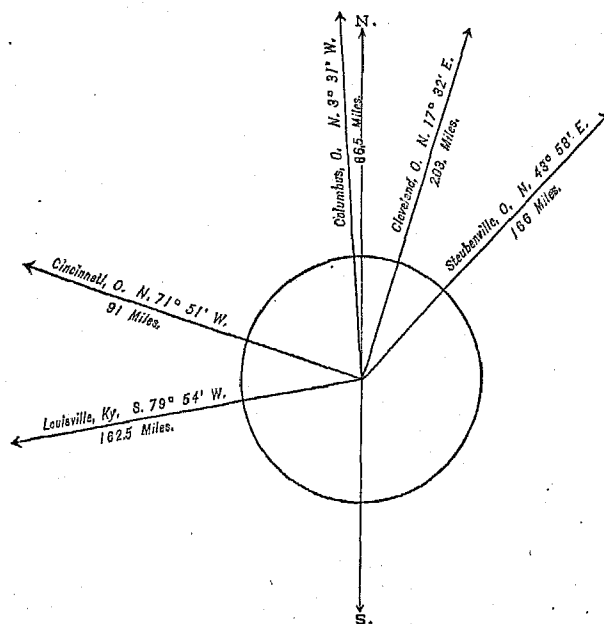 N.
Columbus, O. N. 3° 31' W.
86.5 Miles.
Cleveland, O. N. 17° 32' E.
203. Miles.
Steubenville, O. N. 43° 58' E.
166 Miles.
Cincinnati, O. N. 71° 51' W.
91 Miles.
Louisville, Ky. S. 79° 54' W.
162.5 Miles.
S.